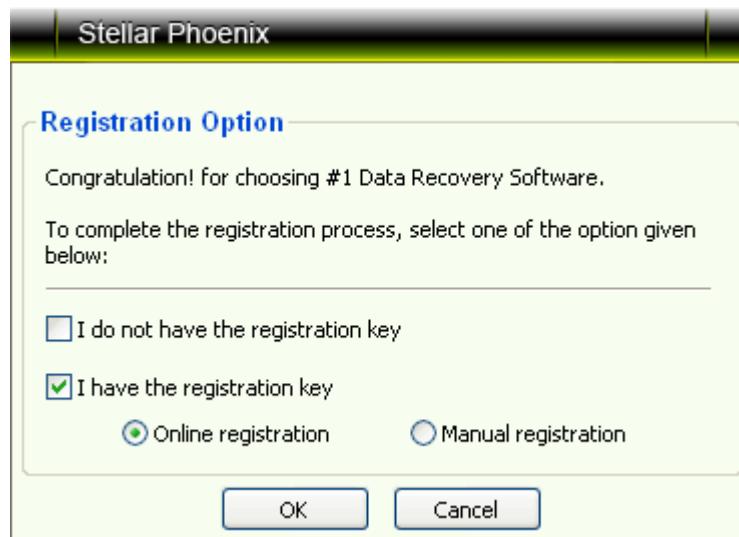 Stellar Phoenix
Registration Option
Congratulation! for choosing #1 Data Recovery Software.
To complete the registration process, select one of the option given
below:
I do not have the registration key
I have the registration key
Online registration
Manual registration
OK
Cancel